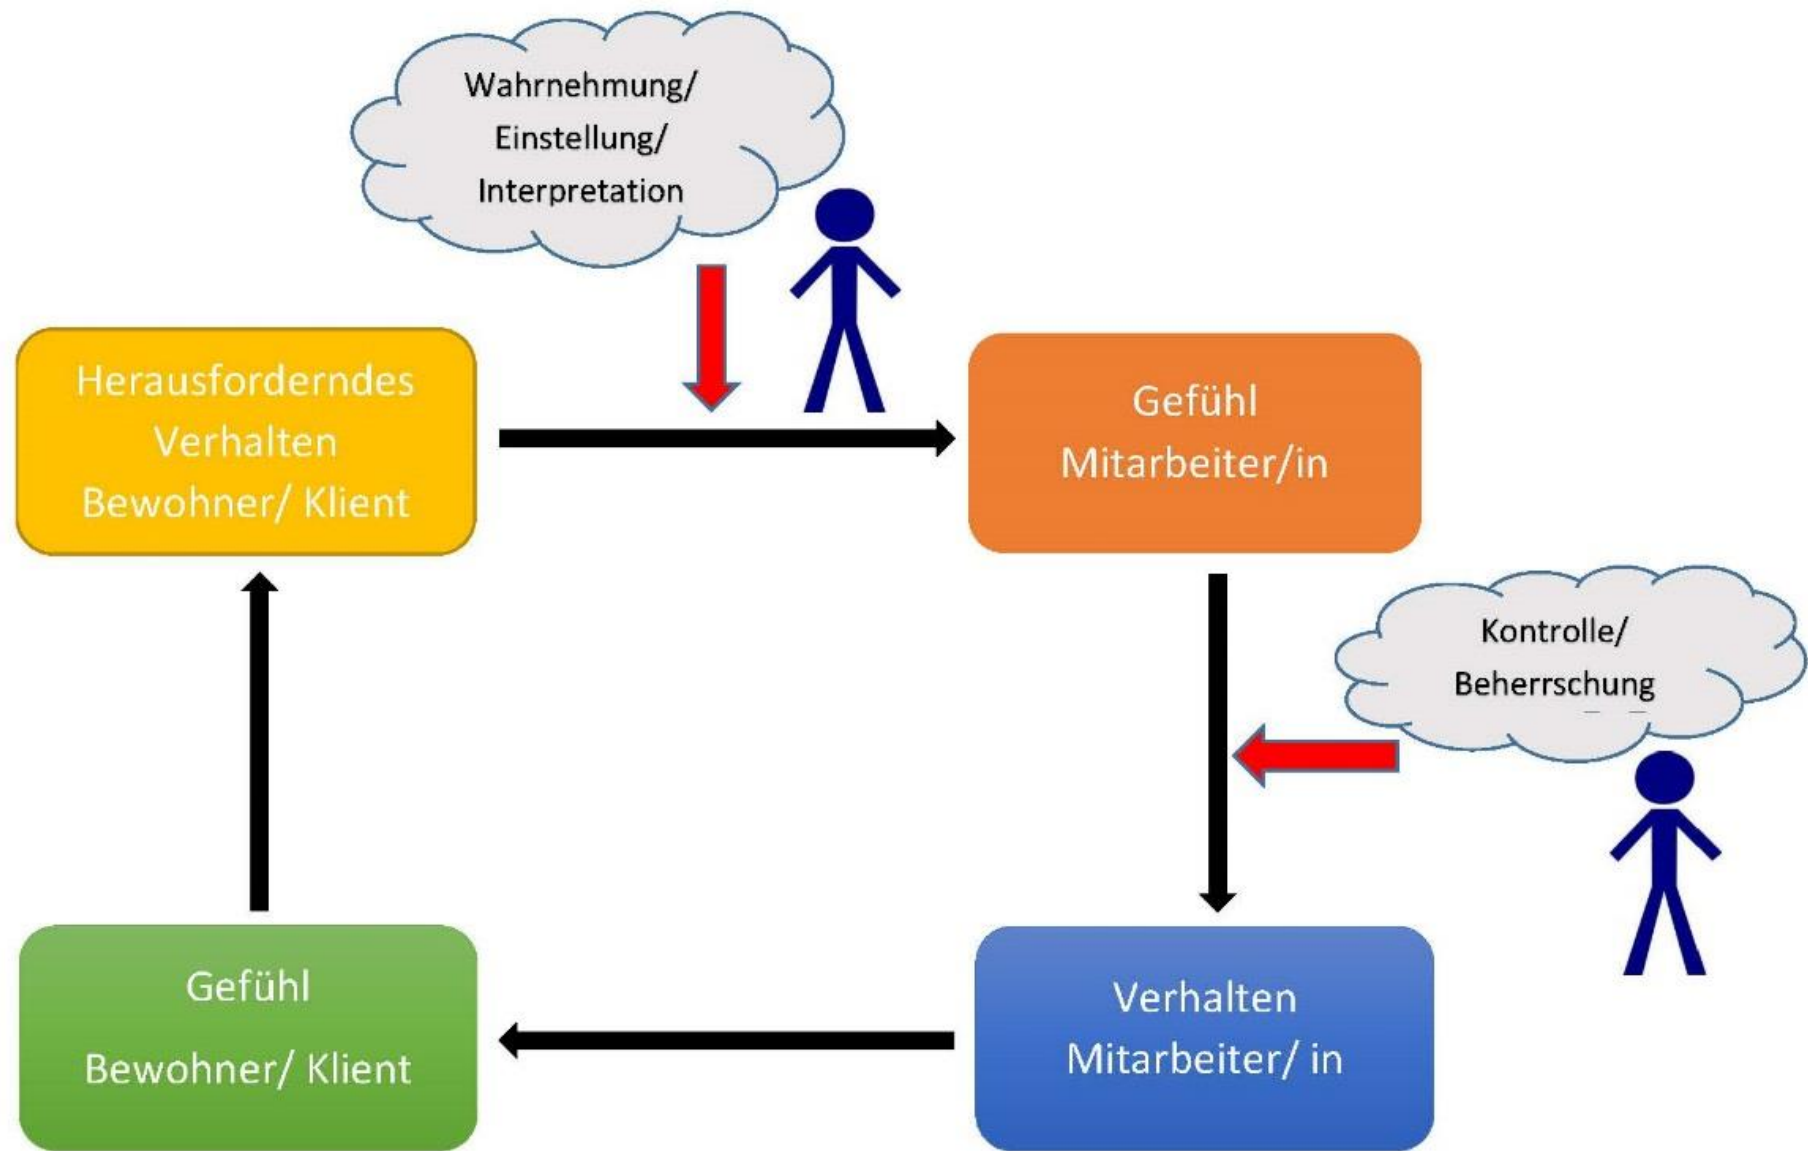 Wahrnehmung/
Einstellung/
Interpretation
Herausforderndes
Verhalten
Bewohner/ Klient
Gefühl
Mitarbeiter/in
Kontrolle/
Beherrschung
Gefühl
Bewohner/ Klient
Verhalten
Mitarbeiter/ in